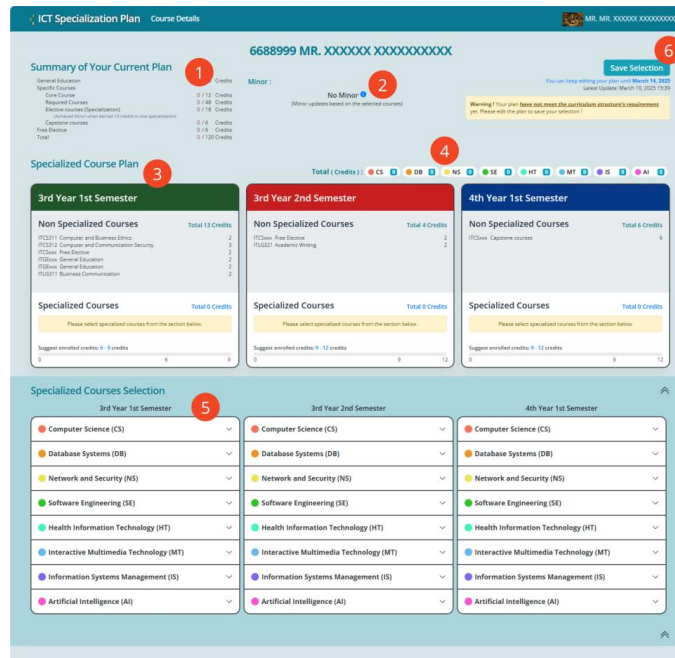 ICT Specialization Plan Course Details MR. MR. XXXXXX XXXXXXXXX
6688999 MR. XXXXXX XXXXXXXXXX
6
Save Selection
You can keep editing your plan until March 14, 2025
Latest Update: March 10, 2025 15:39
Warning! Your plan have not meet the curriculum structure's requirement
yet. Please edit the plan to save your selection !
Summary of Your Current Plan
1
General Education Credits
Specific Courses
Core Course 0 / 12 Credits
Required Courses 0 / 48 Credits
Elective courses (Specialization) 0 / 18 Credits
(Achieved Minor when earned 15 credits in one specialization)
Capstone courses 0 / 6 Credits
Free Elective 0 / 6 Credits
Total 0 / 120 Credits
Minor :
2
No Minor
(Minor updates based on the selected courses)
4
Specialized Course Plan
3
Total ( Credits ) : CS 0 DB 0 NS 0 SE 0 HT 0 MT 0 IS 0 AI 0
3rd Year 1st Semester
Non Specialized Courses Total 13 Credits
ITCS311 Computer and Business Ethics 2
ITCS312 Computer and Communication Security 3
ITCSxxx Free Elective 2
ITGExxx General Education 2
ITGExxx General Education 2
ITLG311 Business Communication 2
Specialized Courses Total 0 Credits
Please select specialized courses from the section below.
Suggest enrolled credits: 6 - 9 credits
0 6 9
3rd Year 2nd Semester
Non Specialized Courses Total 4 Credits
ITCSxxx Free Elective 2
ITLG321 Academic Writing 2
Specialized Courses Total 0 Credits
Please select specialized courses from the section below.
Suggest enrolled credits: 9 - 12 credits
0 9 12
4th Year 1st Semester
Non Specialized Courses Total 6 Credits
ITCSxxx Capstone courses 6
Specialized Courses Total 0 Credits
Please select specialized courses from the section below.
Suggest enrolled credits: 9 - 12 credits
0 9 12
Specialized Courses Selection
5
3rd Year 1st Semester
Computer Science (CS)
Database Systems (DB)
Network and Security (NS)
Software Engineering (SE)
Health Information Technology (HT)
Interactive Multimedia Technology (MT)
Information Systems Management (IS)
Artificial Intelligence (AI)
3rd Year 2nd Semester
Computer Science (CS)
Database Systems (DB)
Network and Security (NS)
Software Engineering (SE)
Health Information Technology (HT)
Interactive Multimedia Technology (MT)
Information Systems Management (IS)
Artificial Intelligence (AI)
4th Year 1st Semester
Computer Science (CS)
Database Systems (DB)
Network and Security (NS)
Software Engineering (SE)
Health Information Technology (HT)
Interactive Multimedia Technology (MT)
Information Systems Management (IS)
Artificial Intelligence (AI)